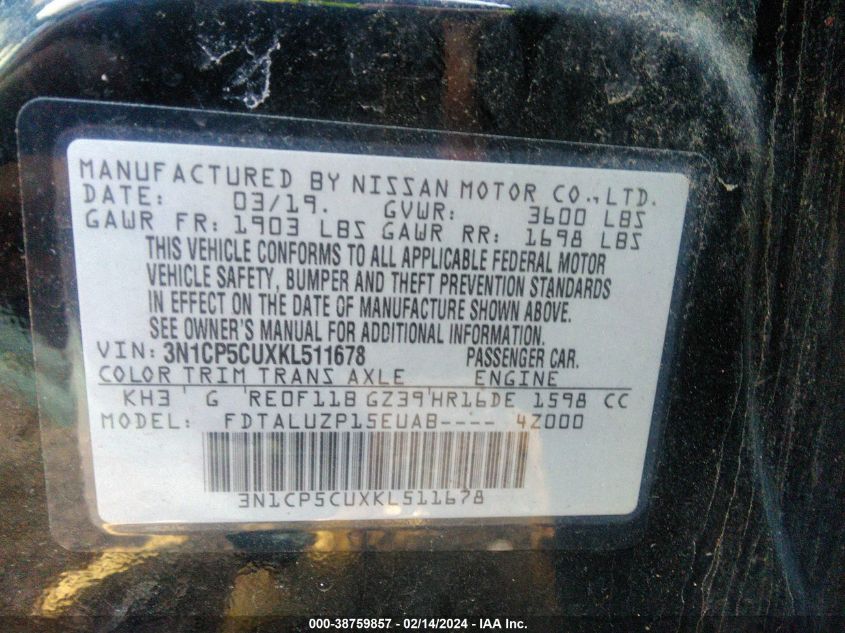 MANUFACTURED BY NISSAN MOTOR CO.,LTD.
DATE: 03/19. GVWR: 3600 LBS
GAWR FR: 1903 LBS GAWR RR: 1698 LBS
THIS VEHICLE CONFORMS TO ALL APPLICABLE FEDERAL MOTOR
VEHICLE SAFETY, BUMPER AND THEFT PREVENTION STANDARDS
IN EFFECT ON THE DATE OF MANUFACTURE SHOWN ABOVE.
SEE OWNER'S MANUAL FOR ADDITIONAL INFORMATION.
VIN: 3N1CP5CUXKL511678 PASSENGER CAR.
COLOR TRIM TRANS AXLE ENGINE
KH3 G RE0F11B GZ39 HR16DE 1598 CC
MODEL: FDTALUZP15EUAB---- 4Z000
3N1CP5CUXKL511678
000-38759857 - 02/14/2024 - IAA Inc.